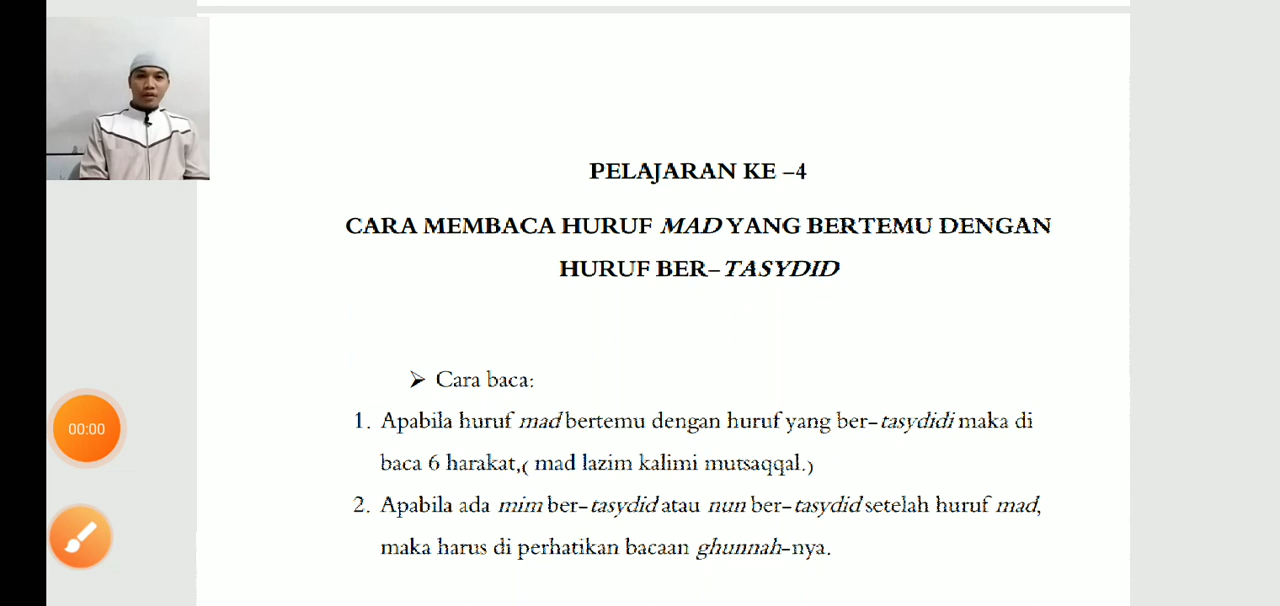 PELAJARAN KE –4
CARA MEMBACA HURUF MAD YANG BERTEMU DENGAN
HURUF BER–TASYDID
➢ Cara baca:
1. Apabila huruf mad bertemu dengan huruf yang ber–tasydidi maka di
baca 6 harakat,( mad lazim kalimi mutsaqqal.)
2. Apabila ada mim ber–tasydid atau nun ber–tasydid setelah huruf mad,
maka harus di perhatikan bacaan ghunnah–nya.
00:00